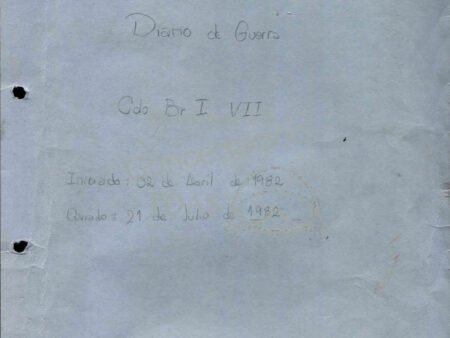 Diario de Guerra
Cdo Br I VII
Iniciado: 02 de Abril de 1982
Cerrado: 21 de Julio de 1982